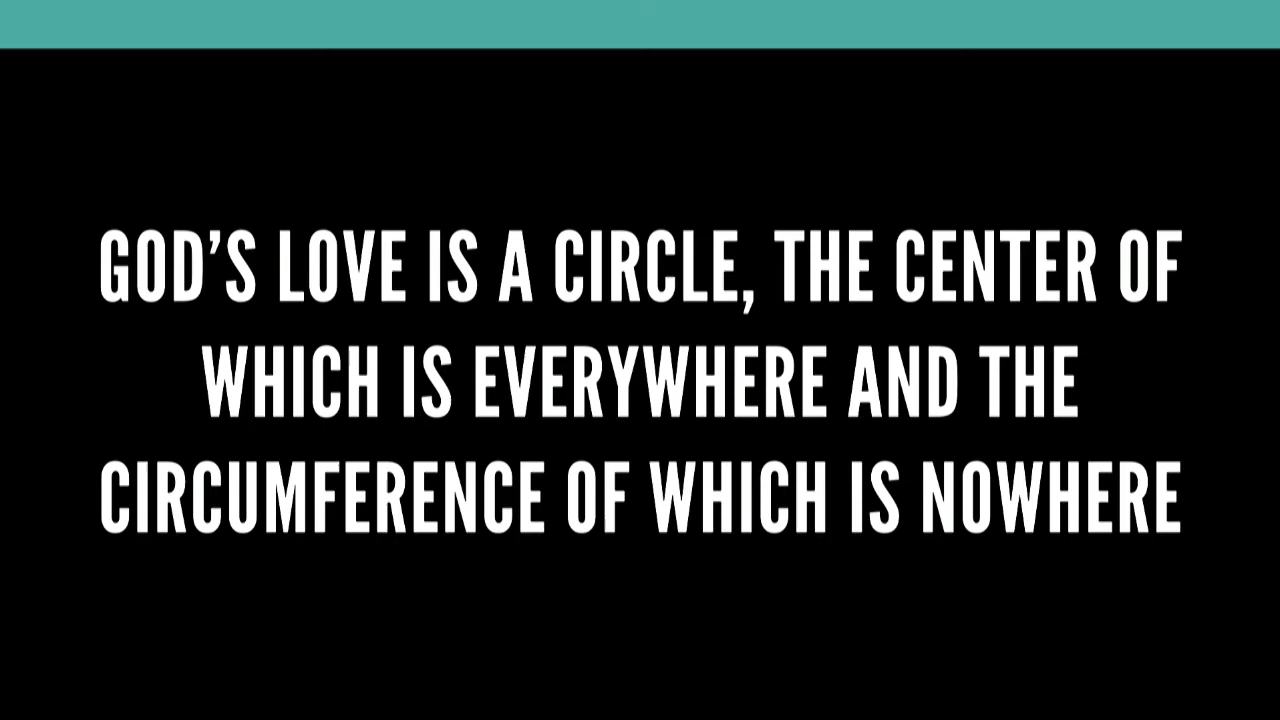 GOD’S LOVE IS A CIRCLE, THE CENTER OF
WHICH IS EVERYWHERE AND THE
CIRCUMFERENCE OF WHICH IS NOWHERE